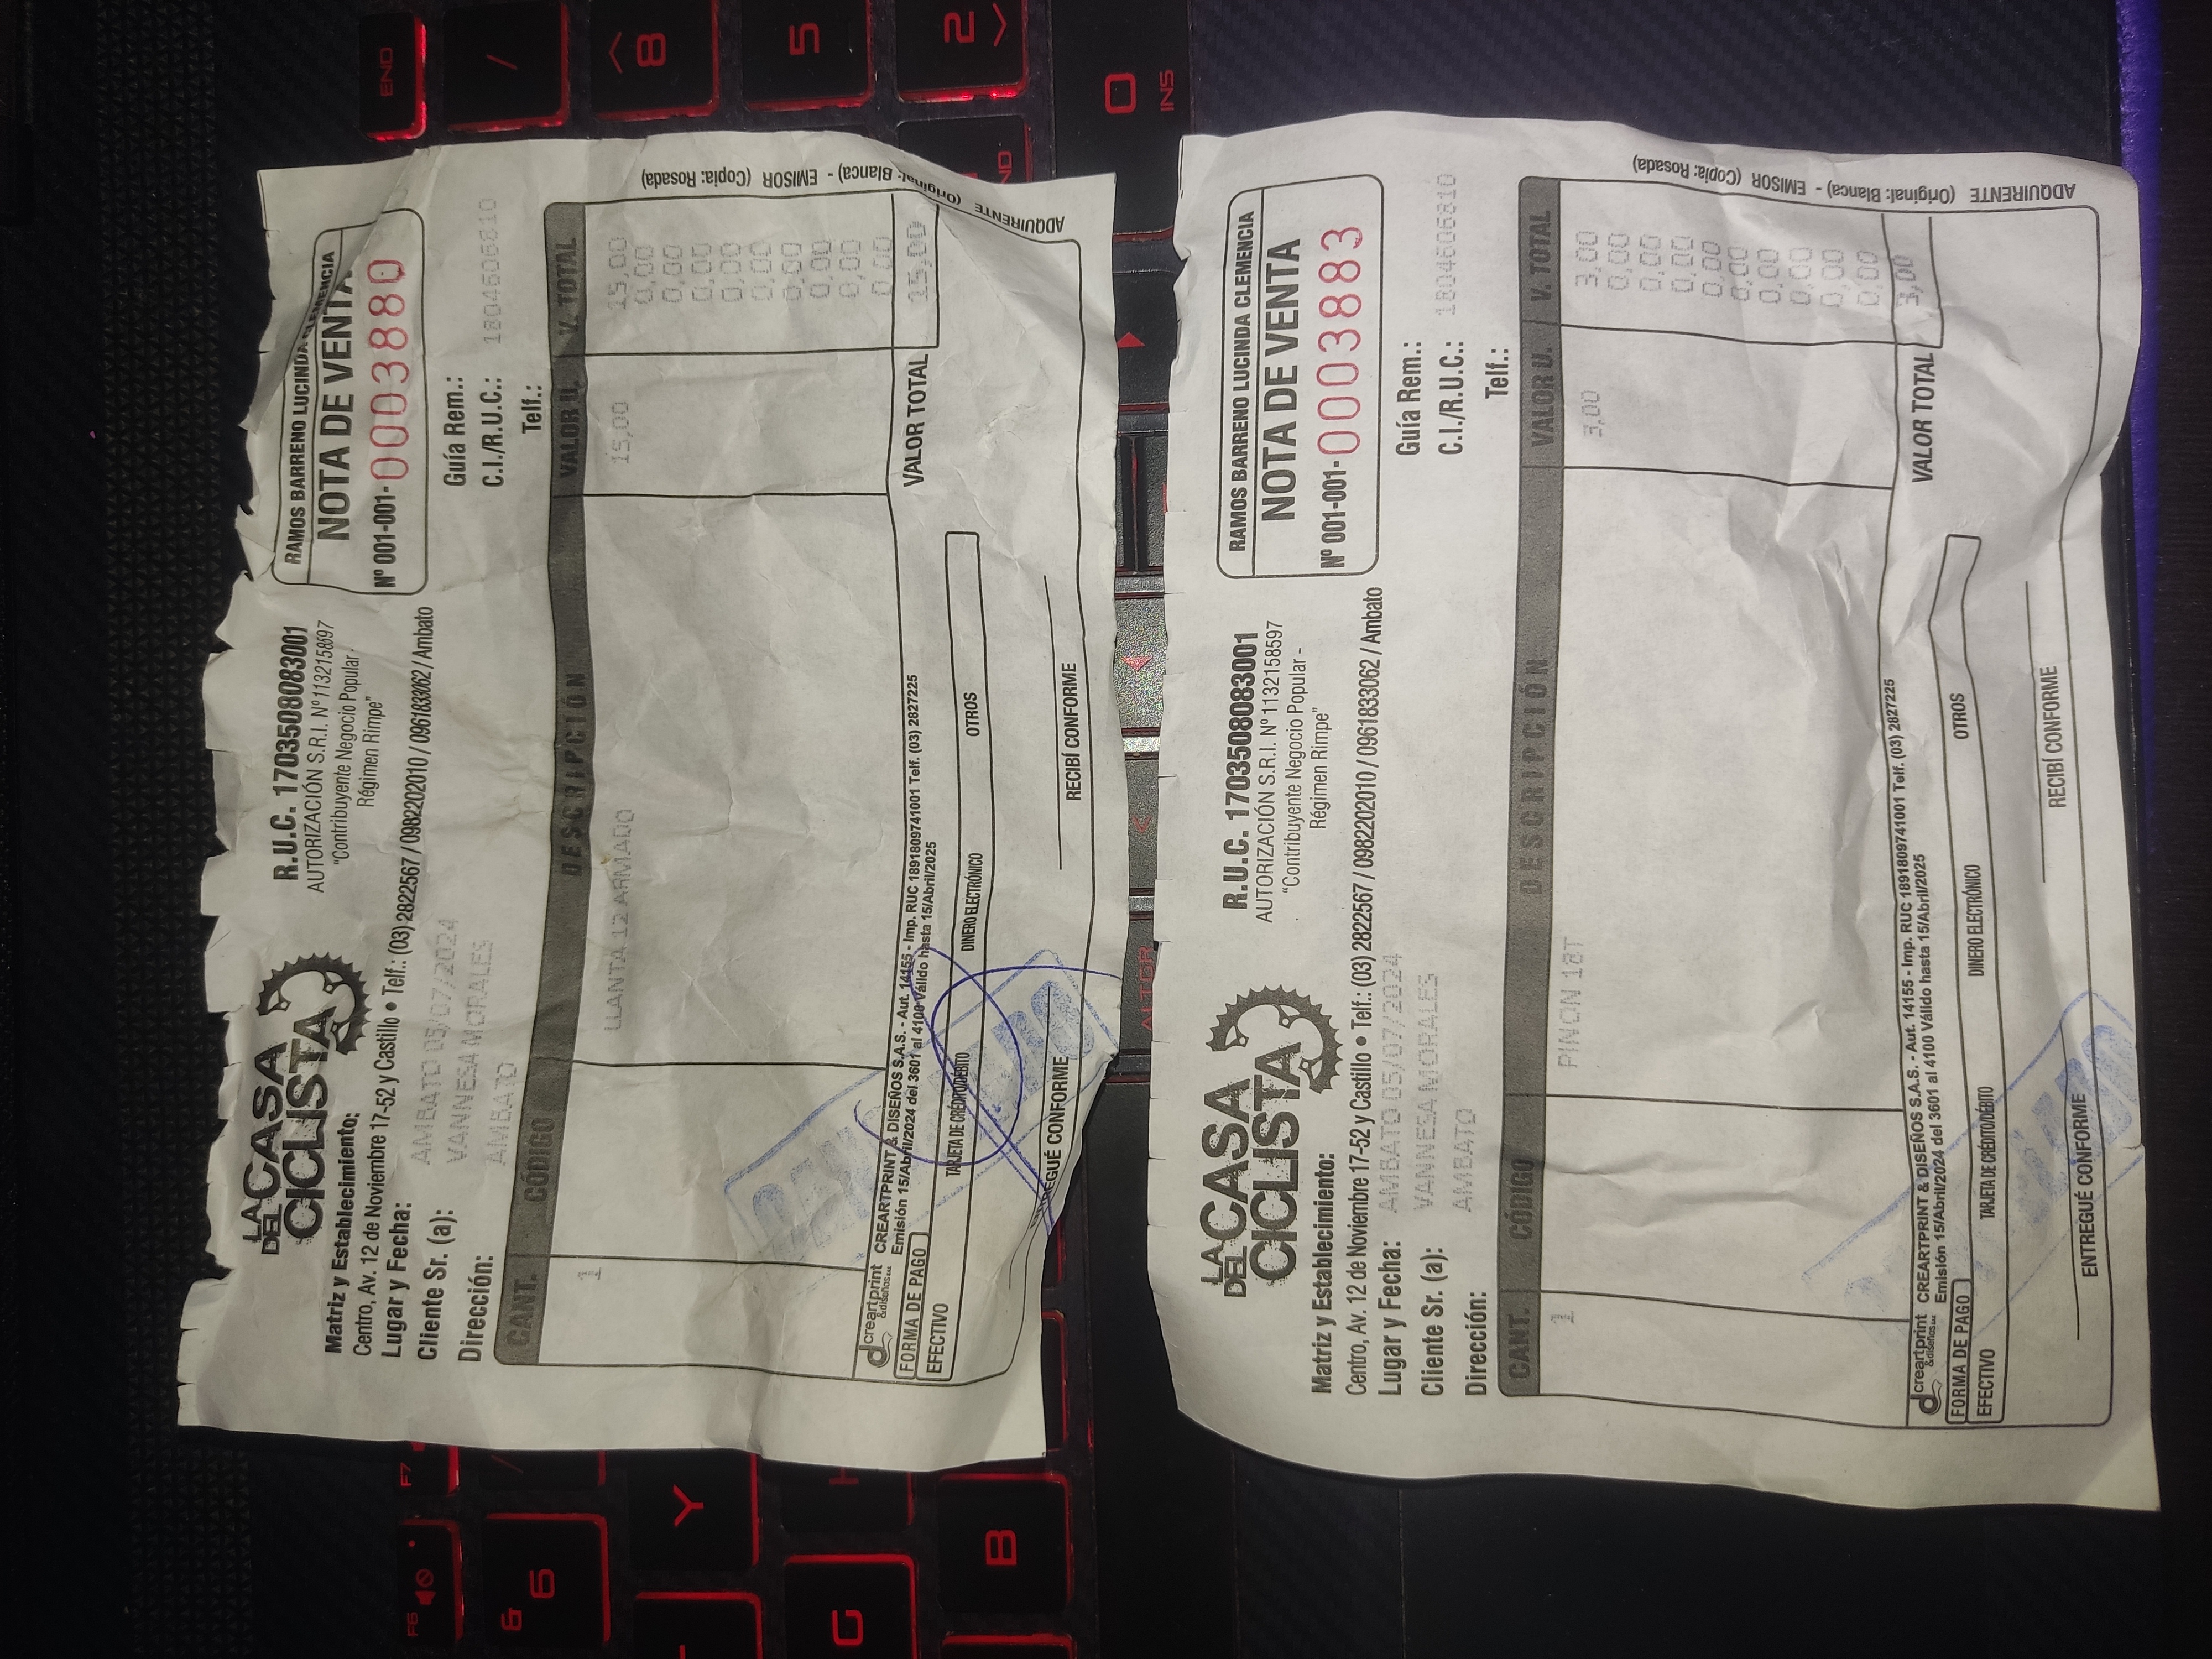 LA CASA
DEL CICLISTA
R.U.C. 1703508083001
AUTORIZACIÓN S.R.I. Nº 1132158597
"Contribuyente Negocio Popular -
Régimen Rimpe"
RAMOS BARRENO LUCINDA CLEMENCIA
NOTA DE VENTA
Nº 001-001- 0003880
Matriz y Establecimiento:
Centro, Av. 12 de Noviembre 17-52 y Castillo • Telf.: (03) 2822567 / 0982202010 / 0961833062 / Ambato
Lugar y Fecha: AMBATO 05/07/2024
Cliente Sr. (a): VANNESA MORALES
Dirección: AMBATO
Guía Rem.:
C.I./R.U.C.: 1804606810
Telf.:
CANT. CÓDIGO DESCRIPCIÓN VALOR U. V. TOTAL
1 LLANTA 12 ARMADO 15,00 15,00
0,00
0,00
0,00
0,00
0,00
0,00
0,00
0,00
0,00
creartprint
&diseños S.A.S.
CREARTPRINT & DISEÑOS S.A.S. - Aut. 14155 - Imp. RUC 1891809741001 Telf. (03) 2827225
Emisión 15/Abril/2024 del 3601 al 4100 Válido hasta 15/Abril/2025
VALOR TOTAL 15,00
FORMA DE PAGO
EFECTIVO TARJETA DE CRÉDITO/DÉBITO DINERO ELECTRÓNICO OTROS
ENTREGUÉ CONFORME RECIBÍ CONFORME
ADQUIRENTE (Original: Blanca) - EMISOR (Copia: Rosada)
LA CASA
DEL CICLISTA
R.U.C. 1703508083001
AUTORIZACIÓN S.R.I. Nº 1132158597
"Contribuyente Negocio Popular -
Régimen Rimpe"
RAMOS BARRENO LUCINDA CLEMENCIA
NOTA DE VENTA
Nº 001-001- 0003883
Matriz y Establecimiento:
Centro, Av. 12 de Noviembre 17-52 y Castillo • Telf.: (03) 2822567 / 0982202010 / 0961833062 / Ambato
Lugar y Fecha: AMBATO 05/07/2024
Cliente Sr. (a): VANNESA MORALES
Dirección: AMBATO
Guía Rem.:
C.I./R.U.C.: 1804606810
Telf.:
CANT. CÓDIGO DESCRIPCIÓN VALOR U. V. TOTAL
1 PINON 18T 3,00 3,00
0,00
0,00
0,00
0,00
0,00
0,00
0,00
0,00
0,00
creartprint
&diseños S.A.S.
CREARTPRINT & DISEÑOS S.A.S. - Aut. 14155 - Imp. RUC 1891809741001 Telf. (03) 2827225
Emisión 15/Abril/2024 del 3601 al 4100 Válido hasta 15/Abril/2025
VALOR TOTAL 3,00
FORMA DE PAGO
EFECTIVO TARJETA DE CRÉDITO/DÉBITO DINERO ELECTRÓNICO OTROS
ENTREGUÉ CONFORME RECIBÍ CONFORME
ADQUIRENTE (Original: Blanca) - EMISOR (Copia: Rosada)
F6
F7
END
&
6
/
Y
8
G
5
B
2
ALTGR
<
0
INS